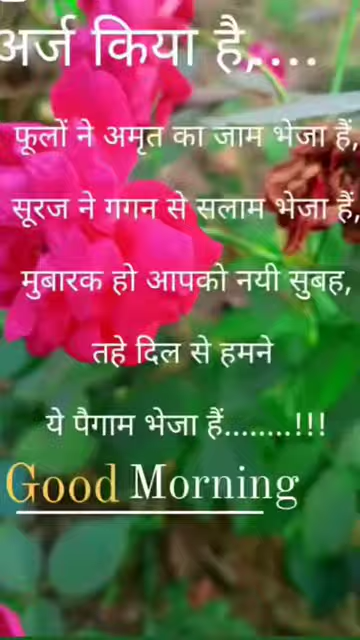 अर्ज किया है,....
फूलों ने अमृत का जाम भेजा हैं,
सूरज ने गगन से सलाम भेजा हैं,
मुबारक हो आपको नयी सुबह,
तहे दिल से हमने
ये पैगाम भेजा हैं........!!!
Good Morning